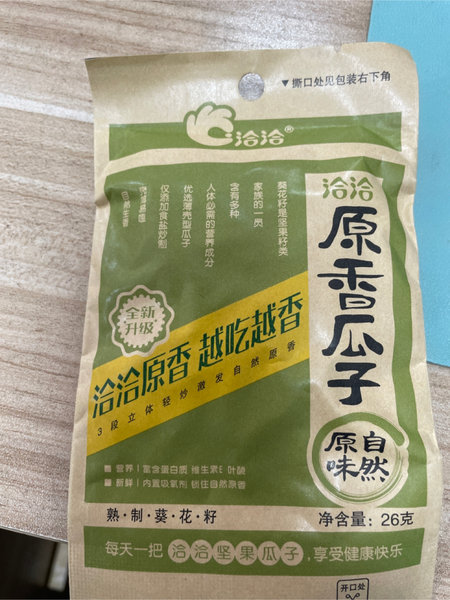 ▼撕口处见包装右下角
洽洽®
葵花籽是坚果籽类
家族的一员
含有多种
人体必需的营养成分
优选薄壳型瓜子
仅添加食盐炒制
自然生香
洽洽
原香瓜子
自然
原味
全新
升级
洽洽原香 越吃越香
3段立体轻炒激发自然原香
营养 | 富含蛋白质 维生素E 叶酸
新鲜 | 内置吸氧剂 锁住自然原香
熟·制·葵·花·籽
净含量：26克
每天一把 洽洽坚果瓜子，享受健康快乐
开口处